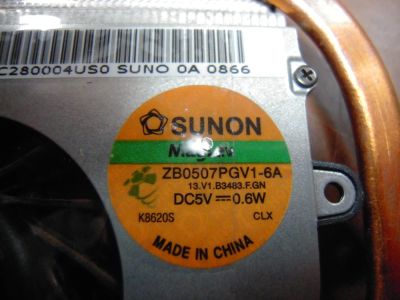 C280004US0 SUNO 0A 0866
SUNON
MagLev
ZB0507PGV1-6A
13.V1.B3483.F.GN
DC5V⎓0.6W
K8620S CLX
MADE IN CHINA